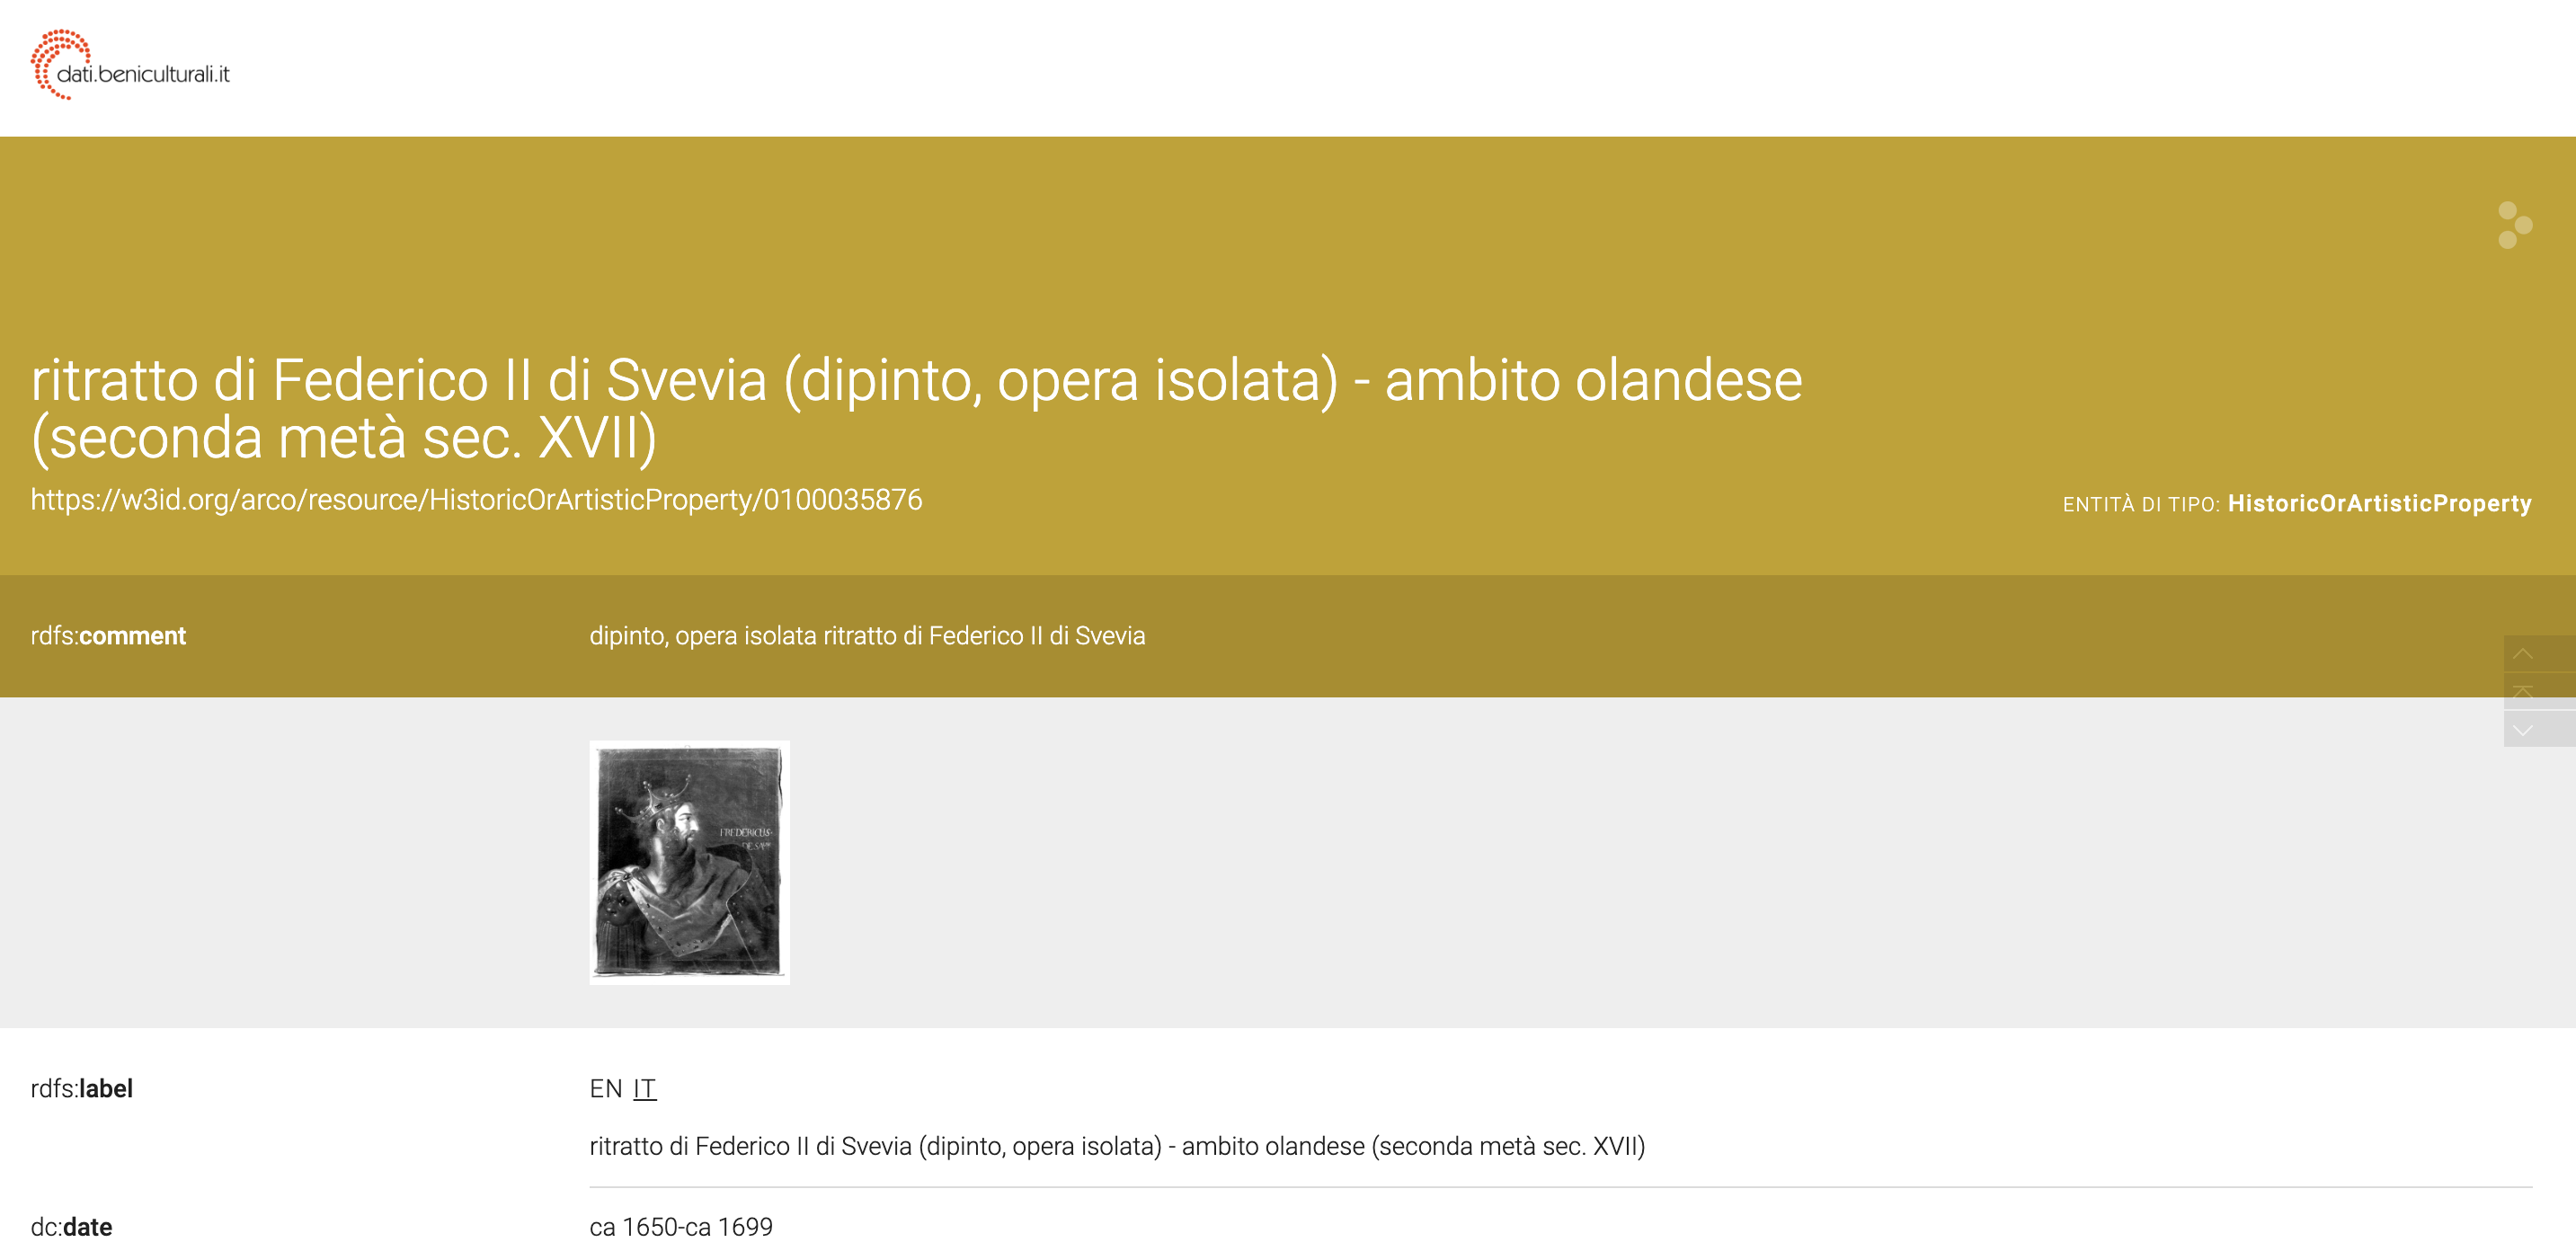 dati.beniculturali.it
ritratto di Federico II di Svevia (dipinto, opera isolata) - ambito olandese
(seconda metà sec. XVII)
https://w3id.org/arco/resource/HistoricOrArtisticProperty/0100035876
ENTITÀ DI TIPO: HistoricOrArtisticProperty
rdfs:comment
dipinto, opera isolata ritratto di Federico II di Svevia
FREDERICUS
rdfs:label
EN IT
ritratto di Federico II di Svevia (dipinto, opera isolata) - ambito olandese (seconda metà sec. XVII)
dc:date
ca 1650-ca 1699